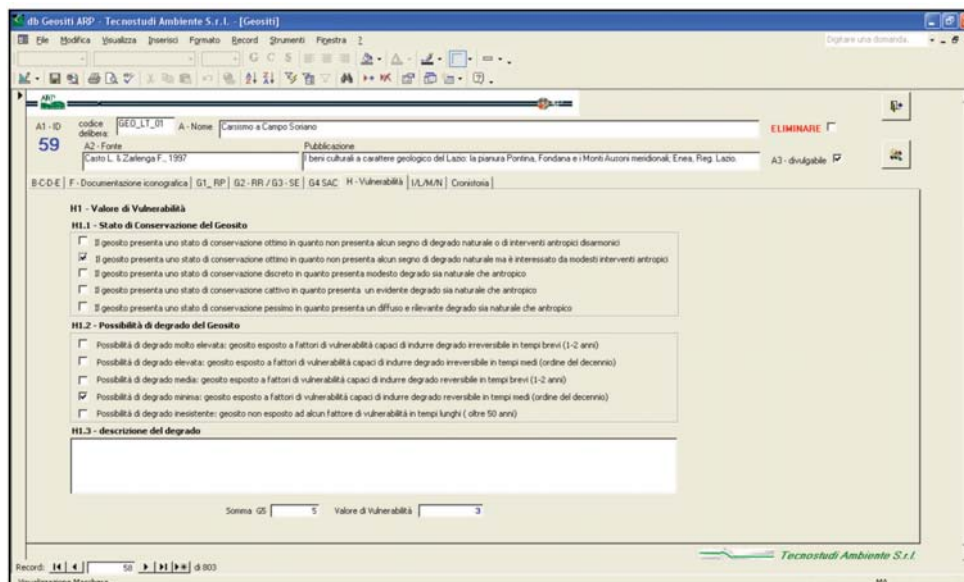 db Geositi ARP - Tecnostudi Ambiente S.r.l. - [Geositi]
File Modifica Visualizza Inserisci Formato Record Strumenti Finestra ? Digitare una domanda.
G C S
ARP
A1 - ID codice delibera: GEO_LT_01 A - Nome Carsismo a Campo Soriano ELIMINARE
59
A2 - Fonte Pubblicazione
Casto L. & Zarlenga F., 1997 I beni culturali a carattere geologico del Lazio: la pianura Pontina, Fondana e i Monti Ausoni meridionali; Enea, Reg. Lazio. A3 - divulgabile
B-C-D-E F - Documentazione iconografica G1_ RP G2 - RR / G3 - SE G4 SAC H - Vulnerabilità I/L/M/N Cronistoria
H1 - Valore di Vulnerabilità
H1.1 - Stato di Conservazione del Geosito
Il geosito presenta uno stato di conservazione ottimo in quanto non presenta alcun segno di degrado naturale o di interventi antropici disarmonici
Il geosito presenta uno stato di conservazione ottimo in quanto non presenta alcun segno di degrado naturale ma è interessato da modesti interventi antropici
Il geosito presenta uno stato di conservazione discreto in quanto presenta modesto degrado sia naturale che antropico
Il geosito presenta uno stato di conservazione cattivo in quanto presenta un evidente degrado sia naturale che antropico
Il geosito presenta uno stato di conservazione pessimo in quanto presenta un diffuso e rilevante degrado sia naturale che antropico
H1.2 - Possibilità di degrado del Geosito
Possibilità di degrado molto elevata: geosito esposto a fattori di vulnerabilità capaci di indurre degrado irreversibile in tempi brevi (1-2 anni)
Possibilità di degrado elevata: geosito esposto a fattori di vulnerabilità capaci di indurre degrado irreversibile in tempi medi (ordine del decennio)
Possibilità di degrado media: geosito esposto a fattori di vulnerabilità capaci di indurre degrado reversibile in tempi brevi (1-2 anni)
Possibilità di degrado minima: geosito esposto a fattori di vulnerabilità capaci di indurre degrado reversibile in tempi medi (ordine del decennio)
Possibilità di degrado inesistente: geosito non esposto ad alcun fattore di vulnerabilità in tempi lunghi ( oltre 50 anni)
H1.3 - descrizione del degrado
Somma G5 5 Valore di Vulnerabilità 3
Tecnostudi Ambiente S.r.l.
Record: 58 di 803
Visualizzazione Maschera MA